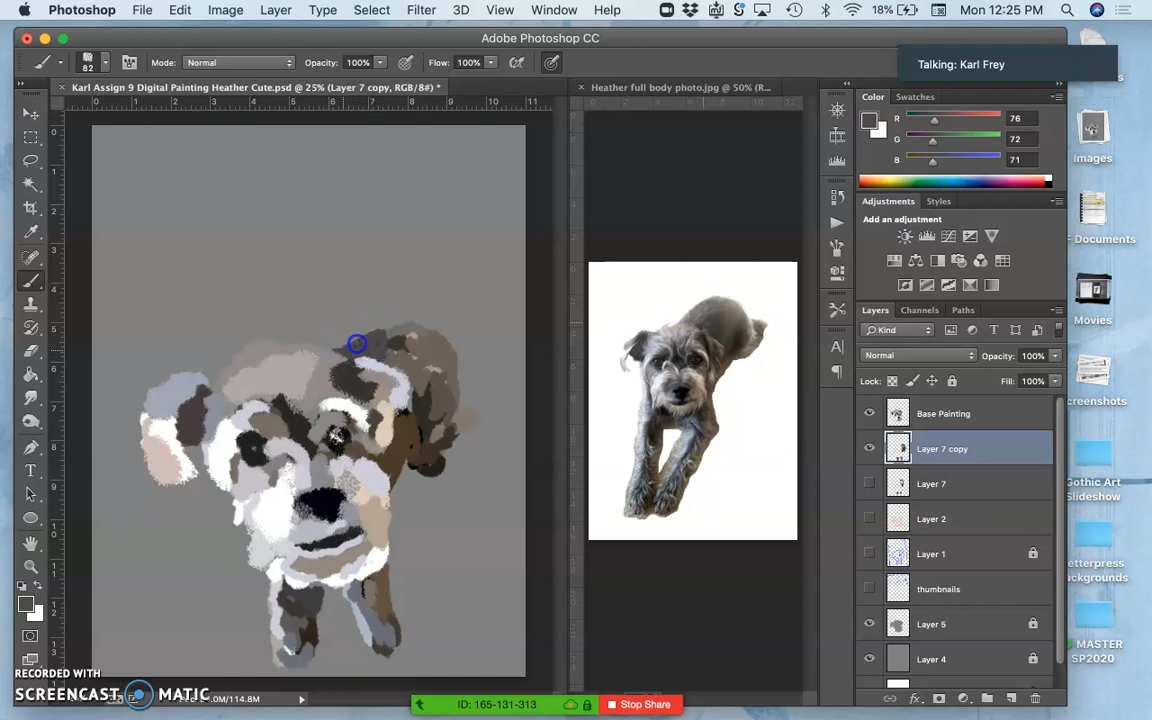 Photoshop File Edit Image Layer Type Select Filter 3D View Window Help 18% Mon 12:25 PM
Adobe Photoshop CC
Talking: Karl Frey
82 Mode: Normal Opacity: 100% Flow: 100%
Karl Assign 9 Digital Painting Heather Cute.psd @ 25% (Layer 7 copy, RGB/8#) *
Heather full body photo.jpg @ 50% (R...
Color Swatches
R 76
G 72
B 71
Images
Adjustments Styles
Add an adjustment
F Documents
Movies
Layers Channels Paths
Kind
Normal Opacity: 100%
Lock: Fill: 100%
creenshots
Base Painting
Layer 7 copy
Layer 7
Layer 2
Layer 1
thumbnails
Layer 5
Layer 4
Gothic Art
Slideshow
etterpress
ackgrounds
MASTER
SP2020
RECORDED WITH
SCREENCAST MATIC
.0M/114.8M
ID: 165-131-313 Stop Share